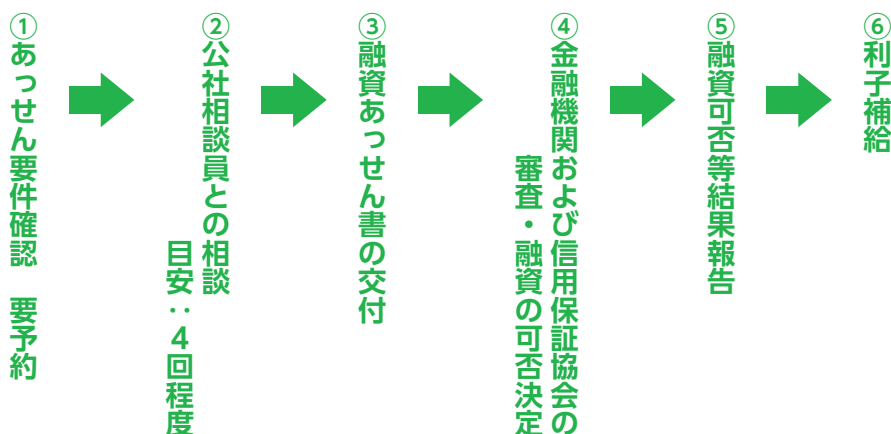 ①あっせん要件確認　要予約
②公社相談員との相談
目安：４回程度
③融資あっせん書の交付
④金融機関および信用保証協会の
審査・融資の可否決定
⑤融資可否等結果報告
⑥利子補給